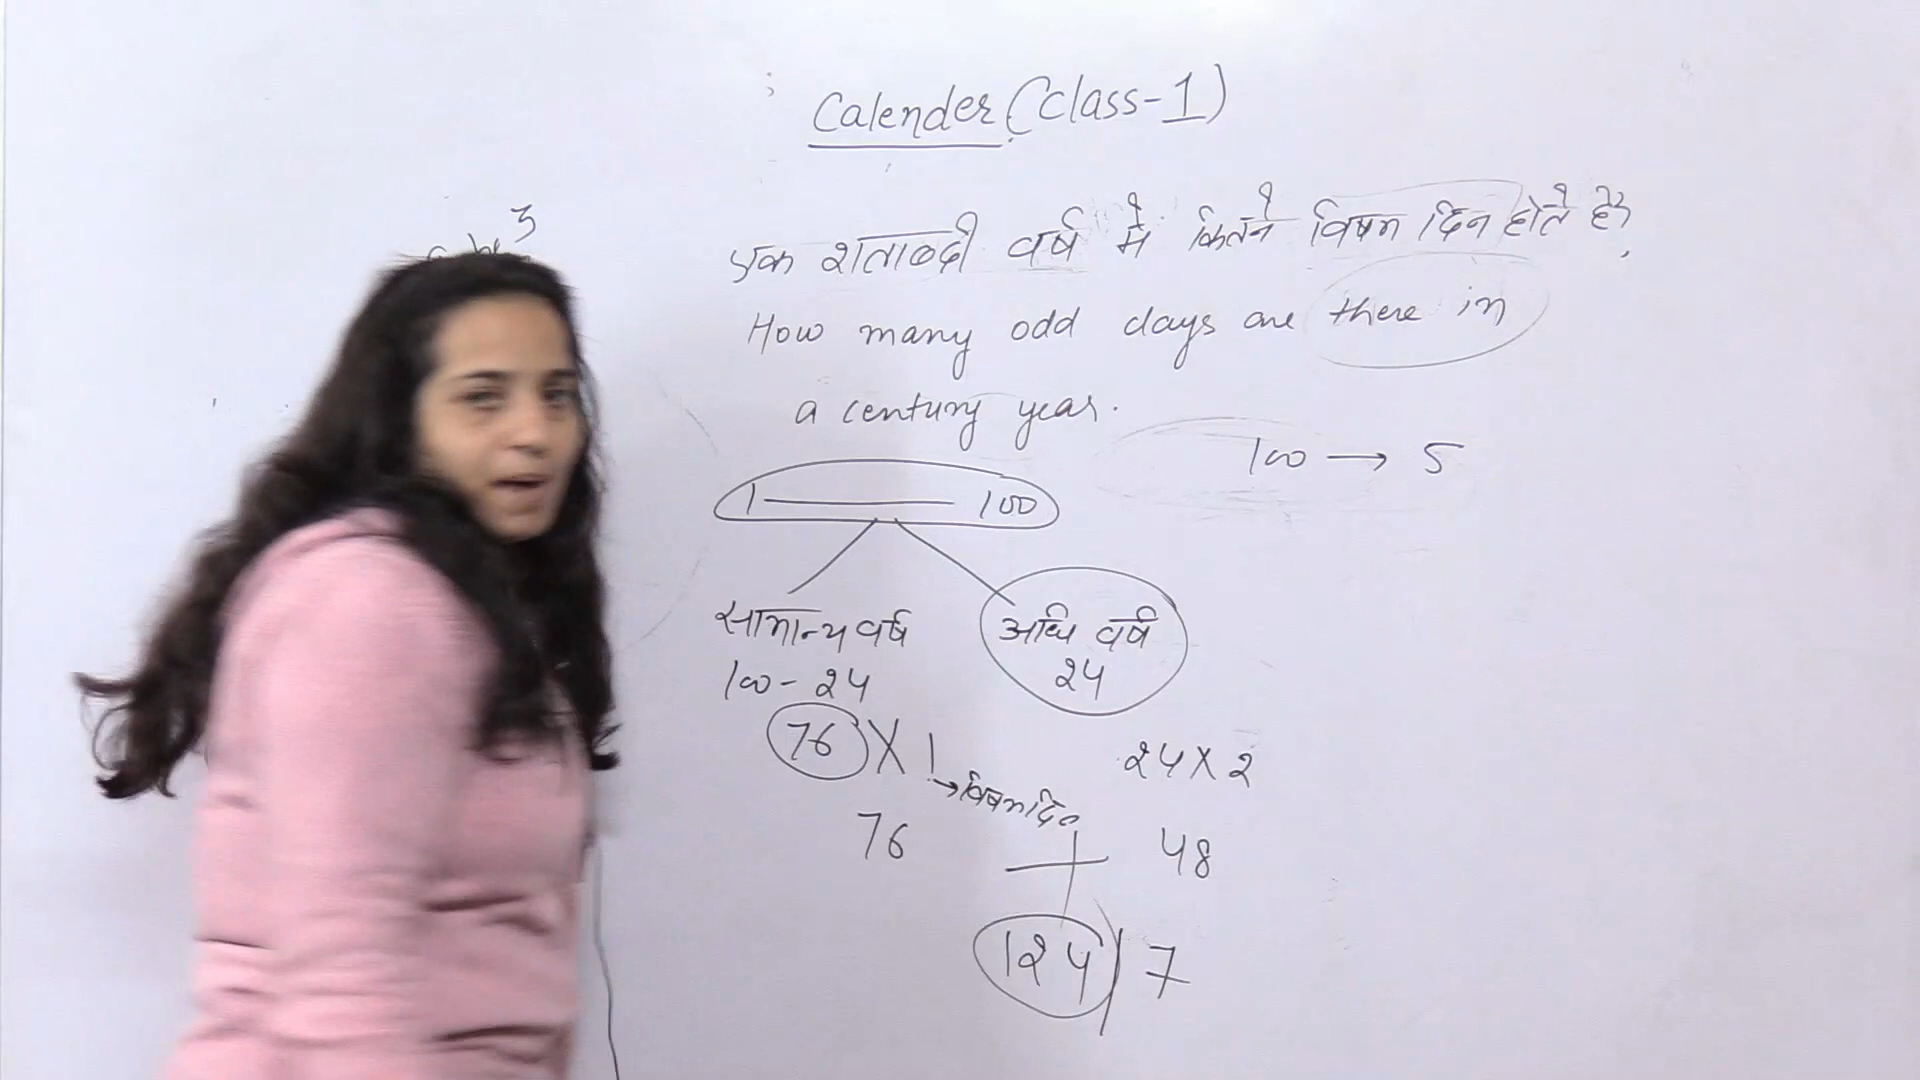 Calender (Class-1)
एक शताब्दी वर्ष में कितने विषम दिन होते हैं?
How many odd days are there in
a century year.
100 → 5
1 — 100
सामान्य वर्ष
अधि वर्ष
100 - 24
24
76 X 1
24 X 2
→ विषम दिन
76 + 48
124 | 7
3